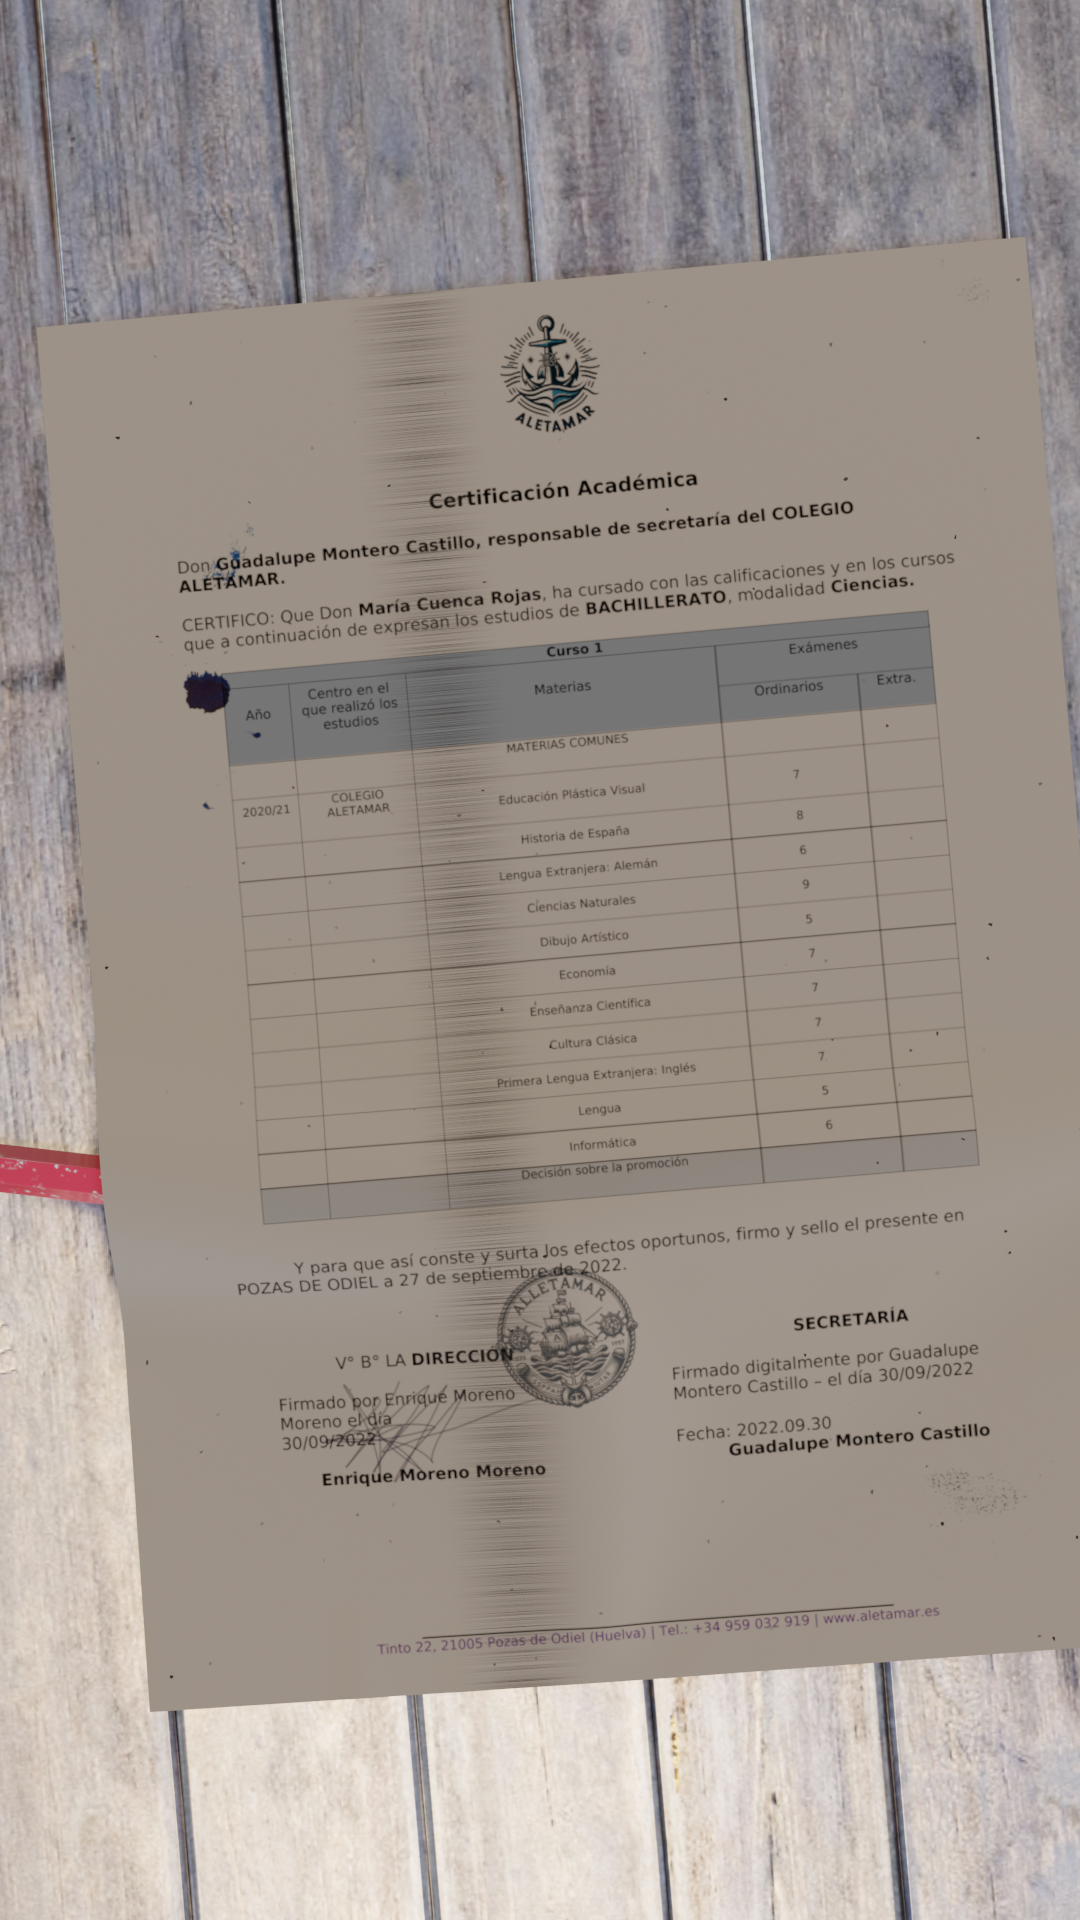 ALETAMAR
Certificación Académica
Don Guadalupe Montero Castillo, responsable de secretaría del COLEGIO
ALETAMAR.
CERTIFICO: Que Don María Cuenca Rojas, ha cursado con las calificaciones y en los cursos
que a continuación de expresan los estudios de BACHILLERATO, modalidad Ciencias.
Curso 1
Año
Centro en el
que realizó los
estudios
Materias
Exámenes
Ordinarios
Extra.
MATERIAS COMUNES
2020/21
COLEGIO
ALETAMAR
Educación Plástica Visual 7
Historia de España 8
Lengua Extranjera: Alemán 6
Ciencias Naturales 9
Dibujo Artístico 5
Economía 7
Enseñanza Científica 7
Cultura Clásica 7
Primera Lengua Extranjera: Inglés 7
Lengua 5
Informática 6
Decisión sobre la promoción
Y para que así conste y surta los efectos oportunos, firmo y sello el presente en
POZAS DE ODIEL a 27 de septiembre de 2022.
ALLETAMAR
V° B° LA DIRECCIÓN
Firmado por Enrique Moreno
Moreno el día
30/09/2022
Enrique Moreno Moreno
SECRETARÍA
Firmado digitalmente por Guadalupe
Montero Castillo – el día 30/09/2022
Fecha: 2022.09.30
Guadalupe Montero Castillo
Tinto 22, 21005 Pozas de Odiel (Huelva) | Tel.: +34 959 032 919 | www.aletamar.es